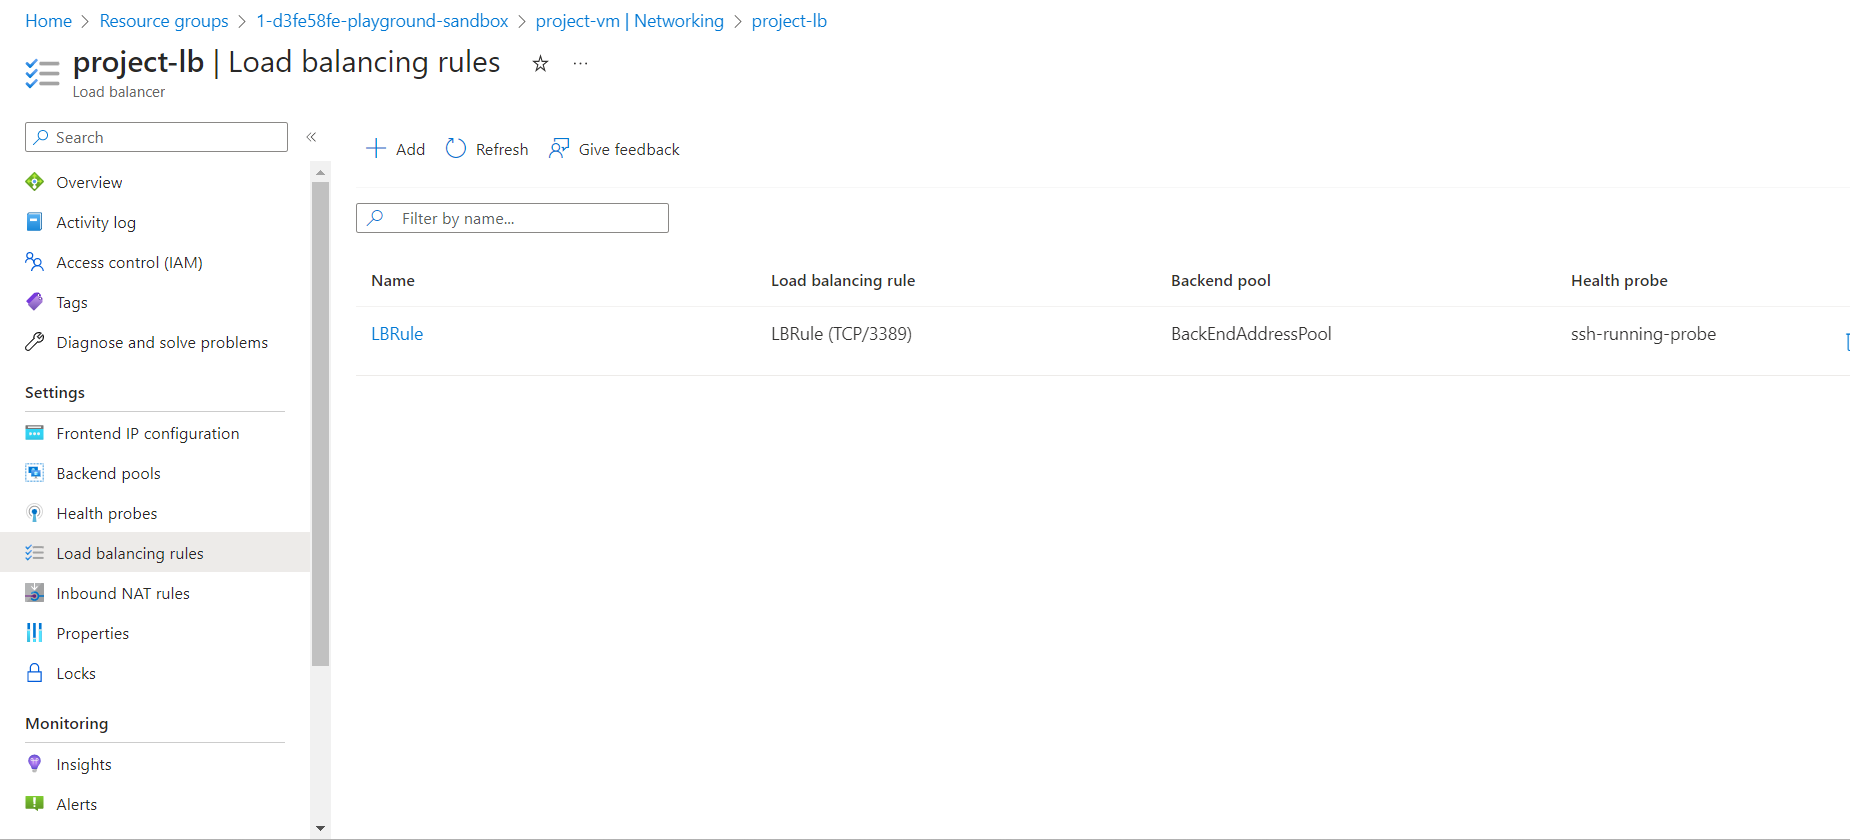 Home > Resource groups > 1-d3fe58fe-playground-sandbox > project-vm | Networking > project-lb
project-lb | Load balancing rules ☆ ...
Load balancer
Search «
Overview
Activity log
Access control (IAM)
Tags
Diagnose and solve problems
Settings
Frontend IP configuration
Backend pools
Health probes
Load balancing rules
Inbound NAT rules
Properties
Locks
Monitoring
Insights
Alerts
+ Add Refresh Give feedback
Filter by name...
Name Load balancing rule Backend pool Health probe
LBRule LBRule (TCP/3389) BackEndAddressPool ssh-running-probe